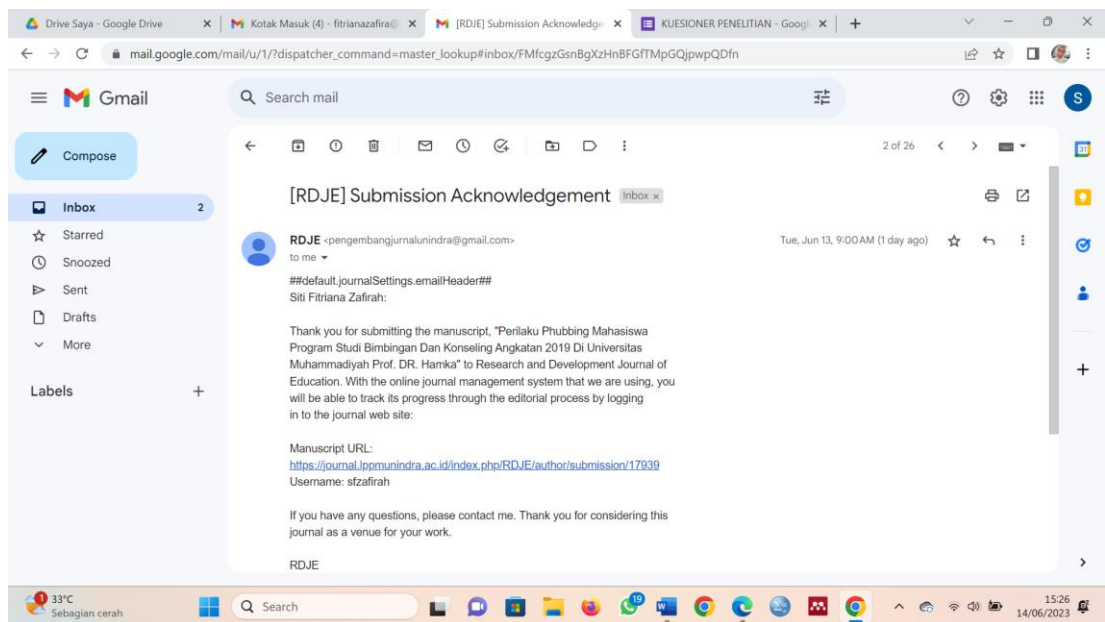 Drive Saya - Google Drive
Kotak Masuk (4) - fitrianazafira@
[RDJE] Submission Acknowledge
KUESIONER PENELITIAN - Googl
mail.google.com/mail/u/1/?dispatcher_command=master_lookup#inbox/FMfcgzGsnBgXzHnBFGfTMpGQjpwpQDfn
Gmail
Search mail
S
Compose
2 of 26
31
[RDJE] Submission Acknowledgement Inbox x
Inbox 2
Starred
Snoozed
Sent
Drafts
More
Labels
RDJE <pengembangjurnalunindra@gmail.com>
Tue, Jun 13, 9:00 AM (1 day ago)
to me
##default.journalSettings.emailHeader##
Siti Fitriana Zafirah:
Thank you for submitting the manuscript, "Perilaku Phubbing Mahasiswa
Program Studi Bimbingan Dan Konseling Angkatan 2019 Di Universitas
Muhammadiyah Prof. DR. Hamka" to Research and Development Journal of
Education. With the online journal management system that we are using, you
will be able to track its progress through the editorial process by logging
in to the journal web site:
Manuscript URL:
https://journal.lppmunindra.ac.id/index.php/RDJE/author/submission/17939
Username: sfzafirah
If you have any questions, please contact me. Thank you for considering this
journal as a venue for your work.
RDJE
1
33°C
Sebagian cerah
Search
19
15:26
14/06/2023